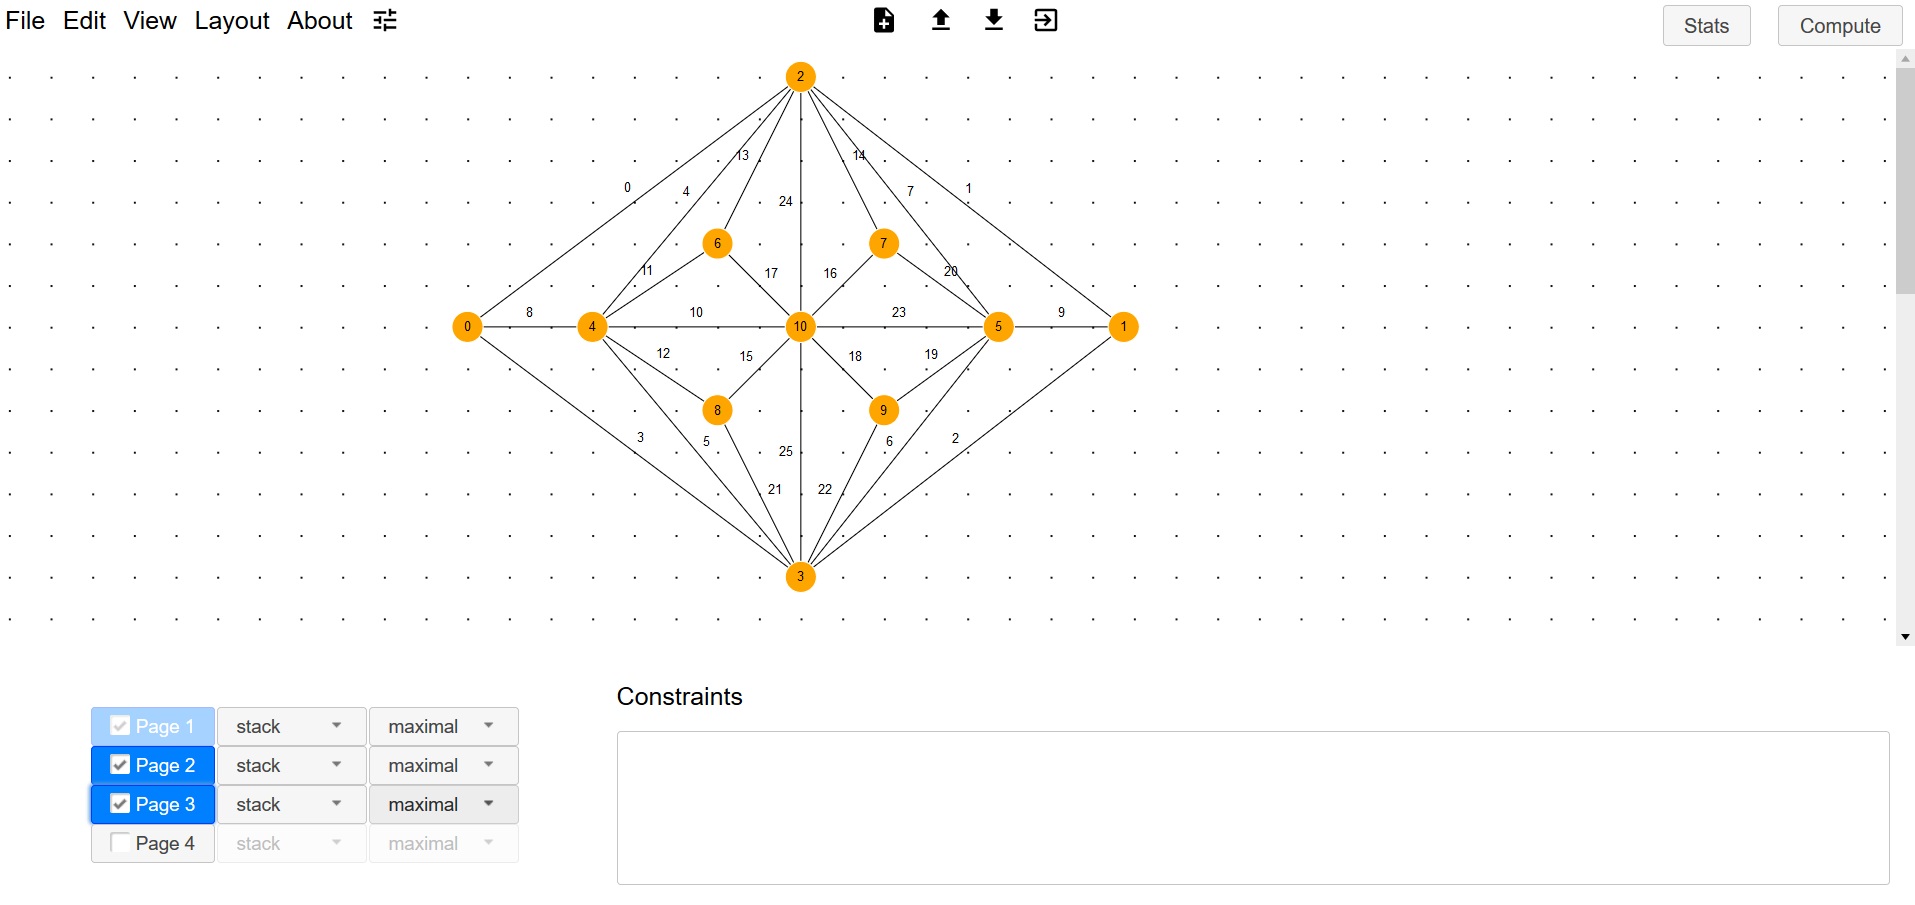 File Edit View Layout About
Stats Compute
2
13 14
0 4 7 1
24
6 7
11 17 16 20
8 10 23 9
0 4 10 5 1
12 15 18 19
8 9
3 5 6 2
25
21 22
3
Constraints
Page 1 stack maximal
Page 2 stack maximal
Page 3 stack maximal
Page 4 stack maximal